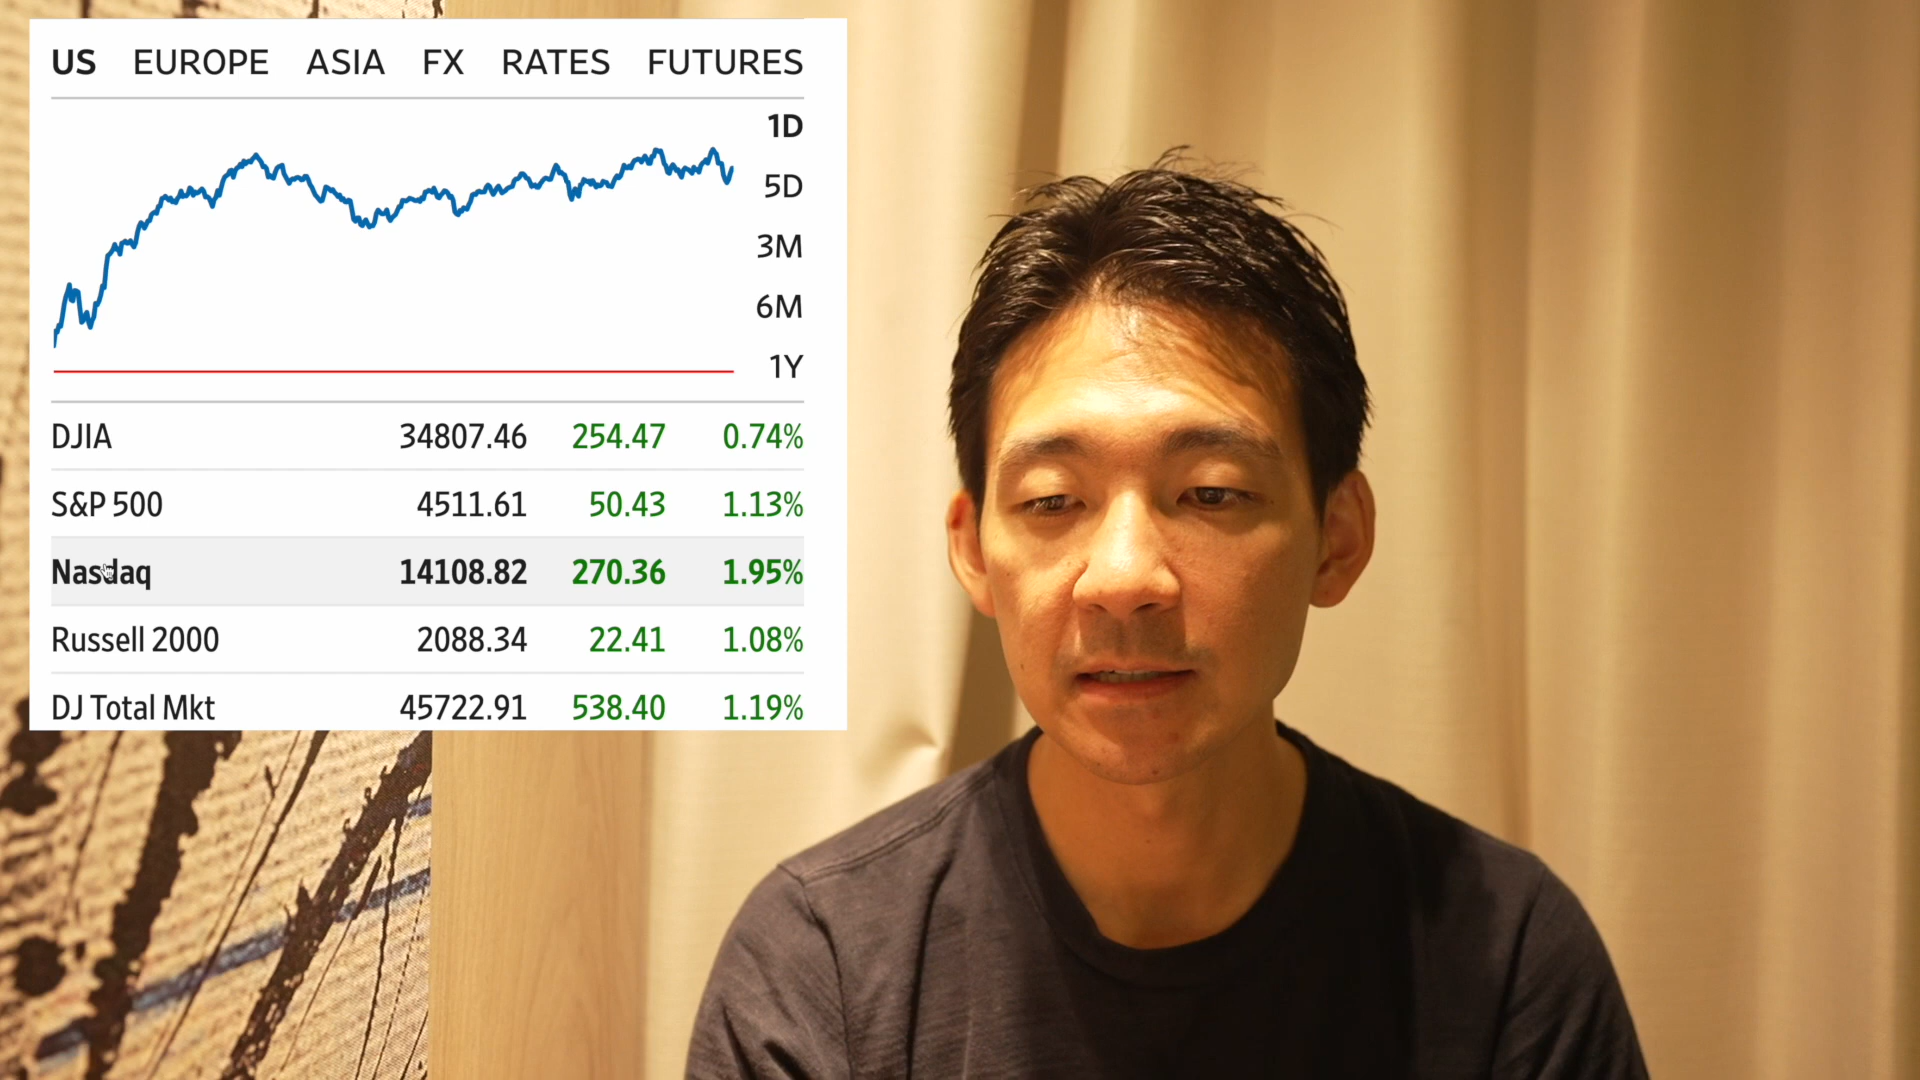 US EUROPE ASIA FX RATES FUTURES
1D
5D
3M
6M
1Y
DJIA 34807.46 254.47 0.74%
S&P 500 4511.61 50.43 1.13%
Nasdaq 14108.82 270.36 1.95%
Russell 2000 2088.34 22.41 1.08%
DJ Total Mkt 45722.91 538.40 1.19%